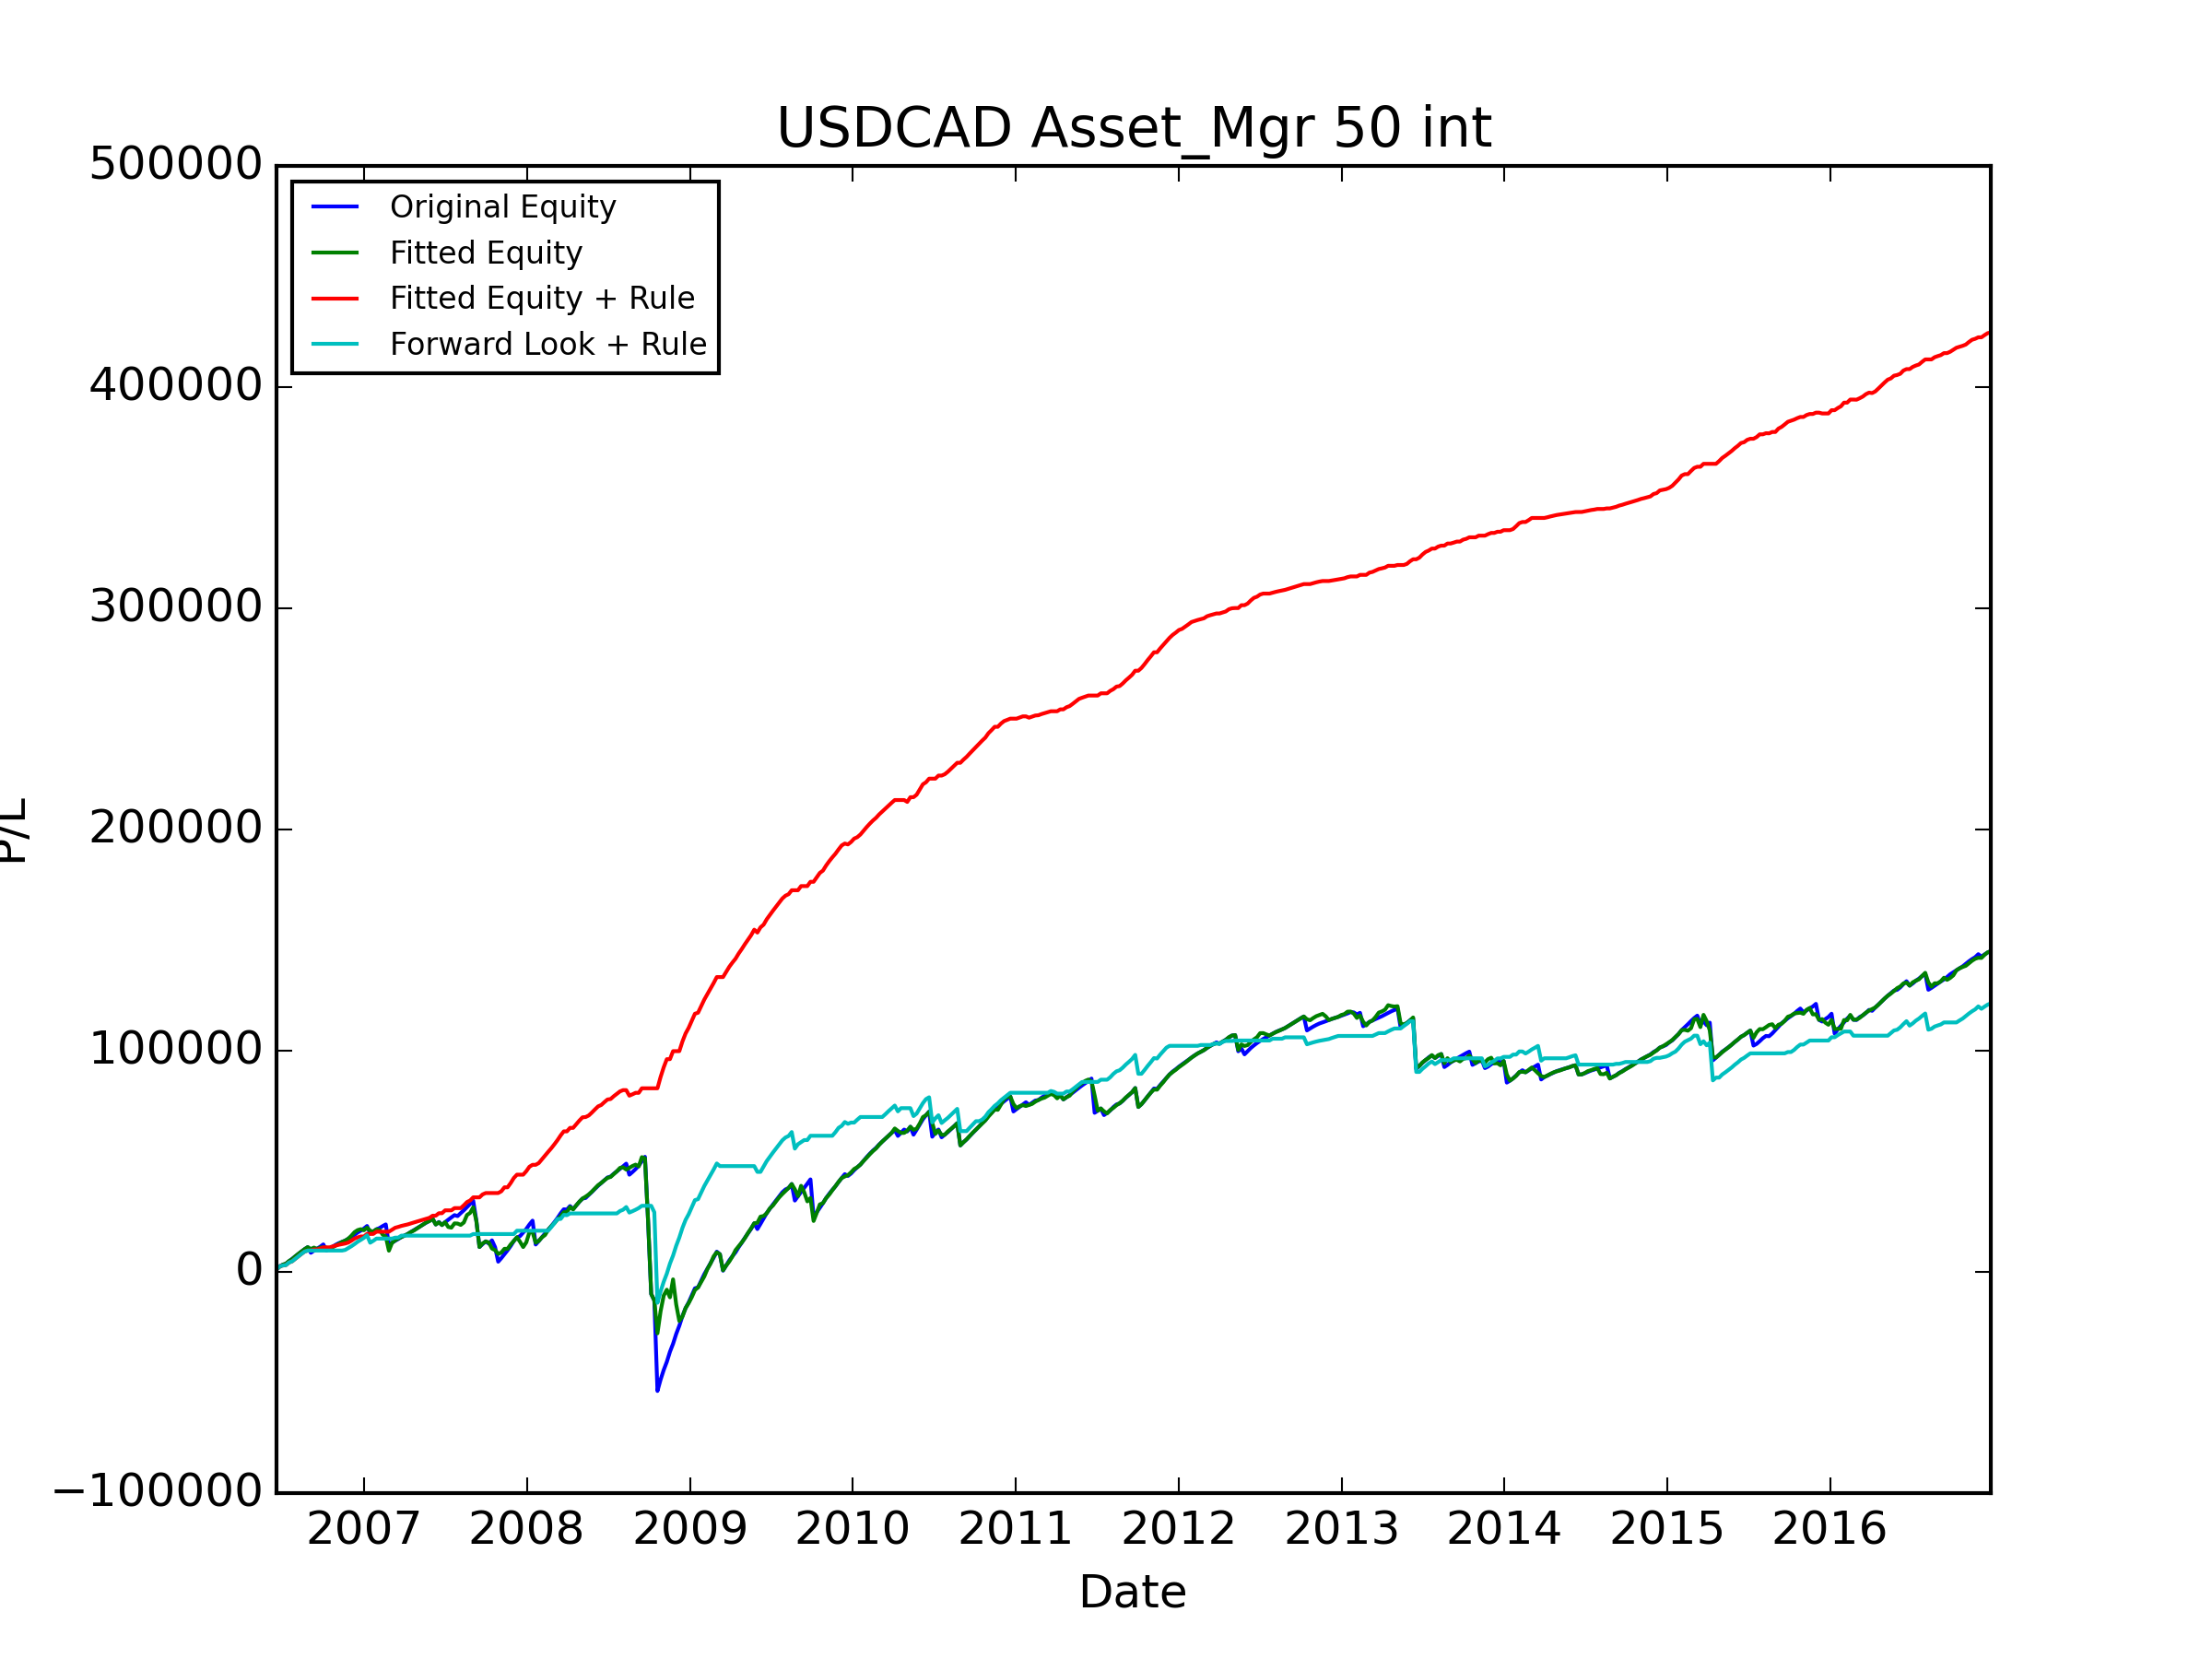 USDCAD Asset_Mgr 50 int
500000
400000
300000
200000
100000
0
−100000
P/L
Original Equity
Fitted Equity
Fitted Equity + Rule
Forward Look + Rule
2007 2008 2009 2010 2011 2012 2013 2014 2015 2016
Date